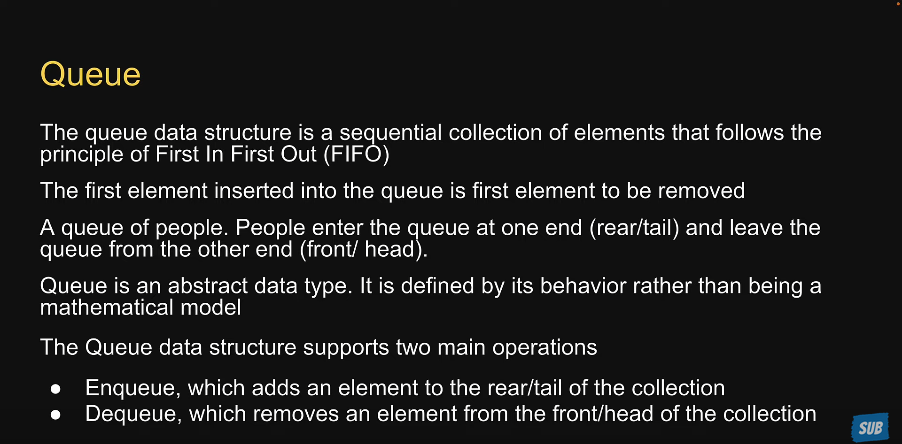 Queue
The queue data structure is a sequential collection of elements that follows the
principle of First In First Out (FIFO)
The first element inserted into the queue is first element to be removed
A queue of people. People enter the queue at one end (rear/tail) and leave the
queue from the other end (front/ head).
Queue is an abstract data type. It is defined by its behavior rather than being a
mathematical model
The Queue data structure supports two main operations
● Enqueue, which adds an element to the rear/tail of the collection
● Dequeue, which removes an element from the front/head of the collection
SUB